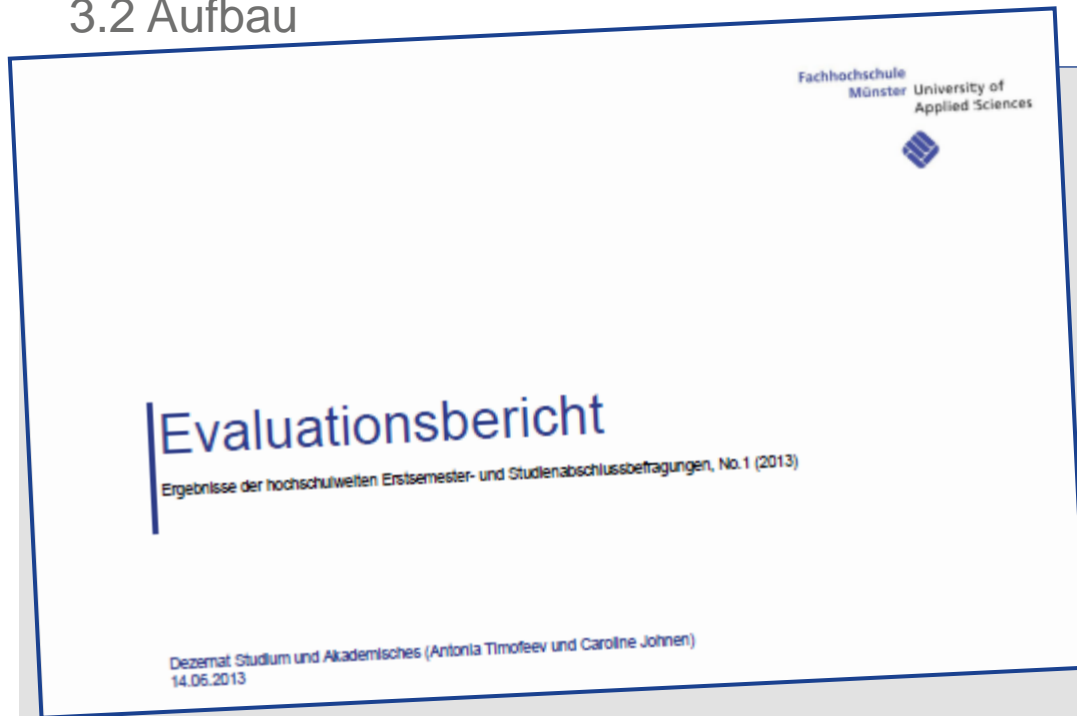 3.2 Aufbau
Fachhochschule
Münster University of
Applied Sciences
Evaluationsbericht
Ergebnisse der hochschulweiten Erstsemester- und Studienabschlussbefragungen, No.1 (2013)
Dezernat Studium und Akademisches (Antonia Timofeev und Caroline Johnen)
14.06.2013